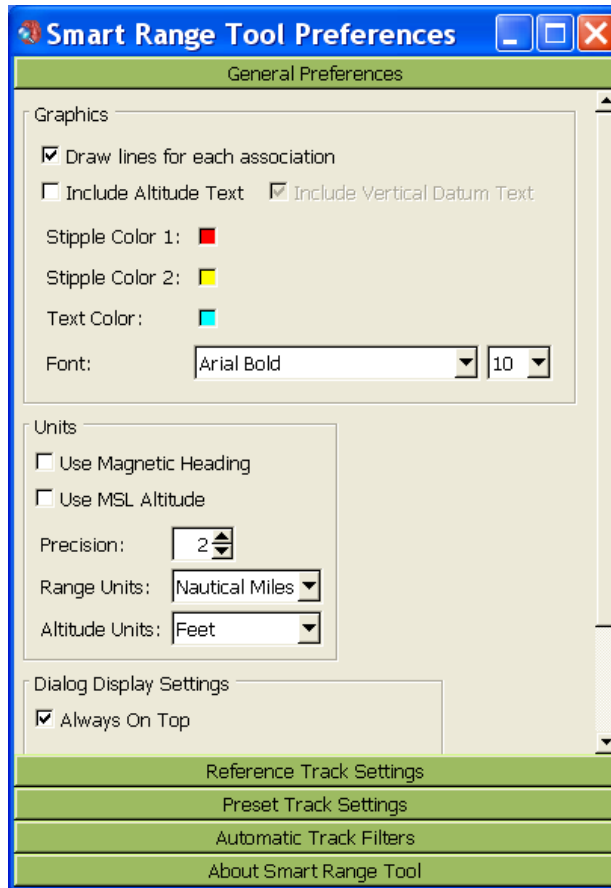 Smart Range Tool Preferences
General Preferences
Graphics
Draw lines for each association
Include Altitude Text Include Vertical Datum Text
Stipple Color 1:
Stipple Color 2:
Text Color:
Font: Arial Bold 10
Units
Use Magnetic Heading
Use MSL Altitude
Precision: 2
Range Units: Nautical Miles
Altitude Units: Feet
Dialog Display Settings
Always On Top
Reference Track Settings
Preset Track Settings
Automatic Track Filters
About Smart Range Tool